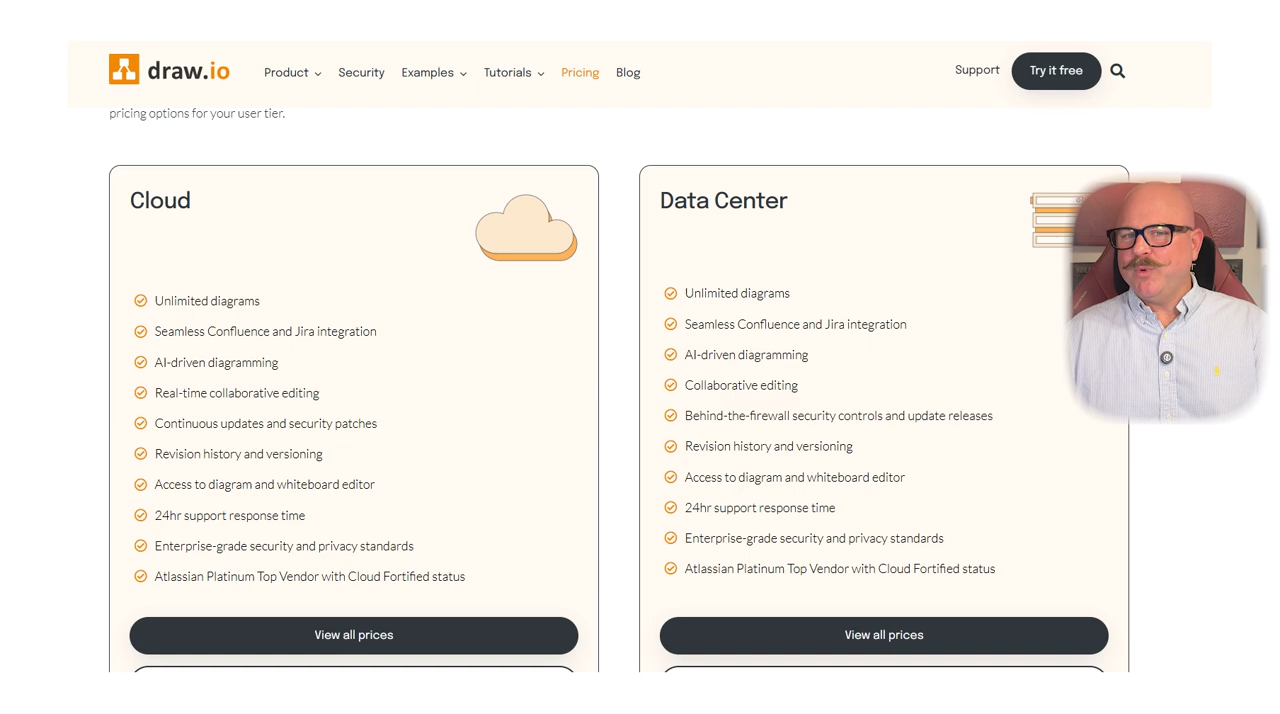 draw.io
Product
Security
Examples
Tutorials
Pricing
Blog
Support
Try it free
pricing options for your user tier.
Cloud
Unlimited diagrams
Seamless Confluence and Jira integration
AI-driven diagramming
Real-time collaborative editing
Continuous updates and security patches
Revision history and versioning
Access to diagram and whiteboard editor
24hr support response time
Enterprise-grade security and privacy standards
Atlassian Platinum Top Vendor with Cloud Fortified status
View all prices
Data Center
Unlimited diagrams
Seamless Confluence and Jira integration
AI-driven diagramming
Collaborative editing
Behind-the-firewall security controls and update releases
Revision history and versioning
Access to diagram and whiteboard editor
24hr support response time
Enterprise-grade security and privacy standards
Atlassian Platinum Top Vendor with Cloud Fortified status
View all prices